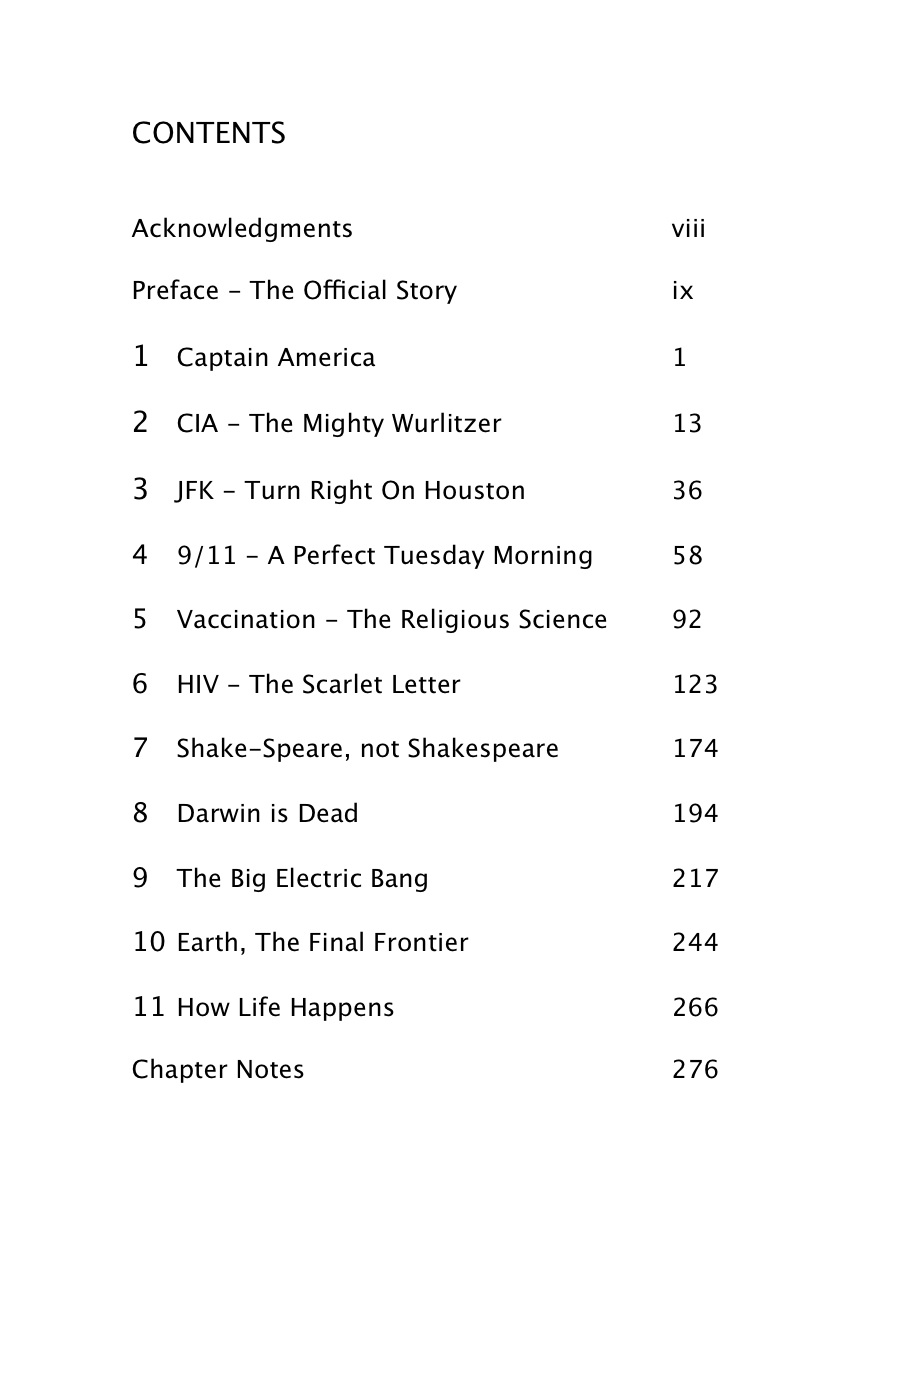 CONTENTS
Acknowledgments viii
Preface – The Official Story ix
1 Captain America 1
2 CIA – The Mighty Wurlitzer 13
3 JFK – Turn Right On Houston 36
4 9/11 – A Perfect Tuesday Morning 58
5 Vaccination – The Religious Science 92
6 HIV – The Scarlet Letter 123
7 Shake–Speare, not Shakespeare 174
8 Darwin is Dead 194
9 The Big Electric Bang 217
10 Earth, The Final Frontier 244
11 How Life Happens 266
Chapter Notes 276